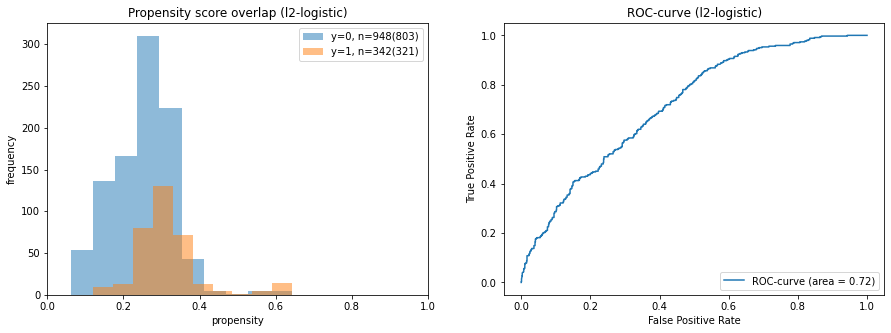 Propensity score overlap (l2-logistic)
y=0, n=948(803)
y=1, n=342(321)
frequency
300
250
200
150
100
50
0
0.0 0.2 0.4 0.6 0.8 1.0
propensity
ROC-curve (l2-logistic)
True Positive Rate
1.0
0.8
0.6
0.4
0.2
0.0
ROC-curve (area = 0.72)
0.0 0.2 0.4 0.6 0.8 1.0
False Positive Rate